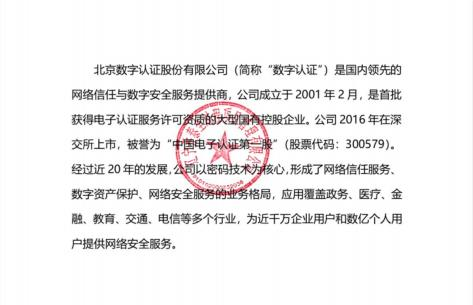 北京数字认证股份有限公司（简称“数字认证”）是国内领先的
网络信任与数字安全服务提供商，公司成立于 2001 年 2 月，是首批
获得电子认证服务许可资质的大型国有控股企业。公司 2016 年在深
交所上市，被誉为“中国电子认证第一股”（股票代码：300579）。
经过近 20 年的发展，公司以密码技术为核心，形成了网络信任服务、
数字资产保护、网络安全服务的业务格局，应用覆盖政务、医疗、金
融、教育、交通、电信等多个行业，为近千万企业用户和数亿个人用
户提供网络安全服务。